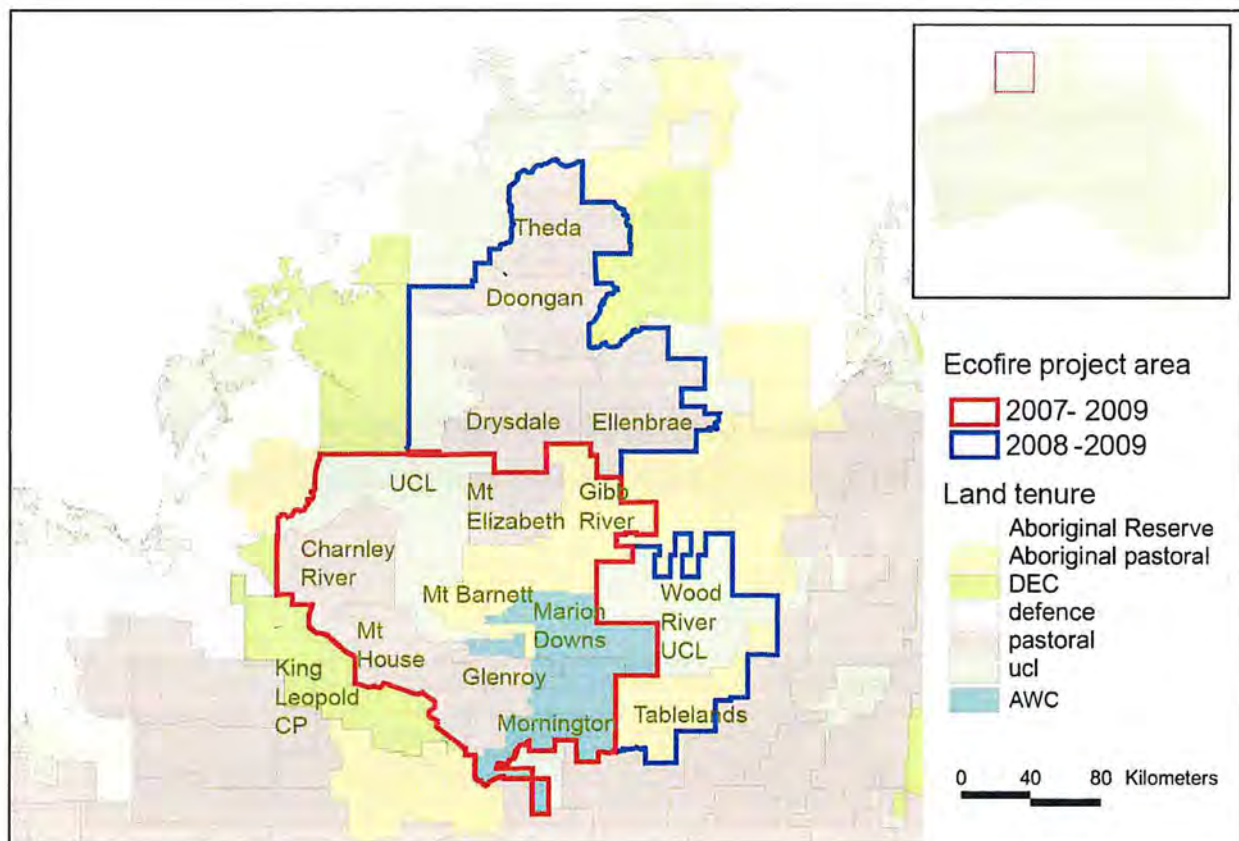 Theda
Doongan
Drysdale
Ellenbrae
UCL
Mt
Elizabeth
Gibb
River
Charnley
River
Mt Barnett
Marion
Downs
Wood
River
UCL
Mt
House
King
Leopold
CP
Glenroy
Mornington
Tablelands
Ecofire project area
2007- 2009
2008 -2009
Land tenure
Aboriginal Reserve
Aboriginal pastoral
DEC
defence
pastoral
ucl
AWC
0 40 80 Kilometers